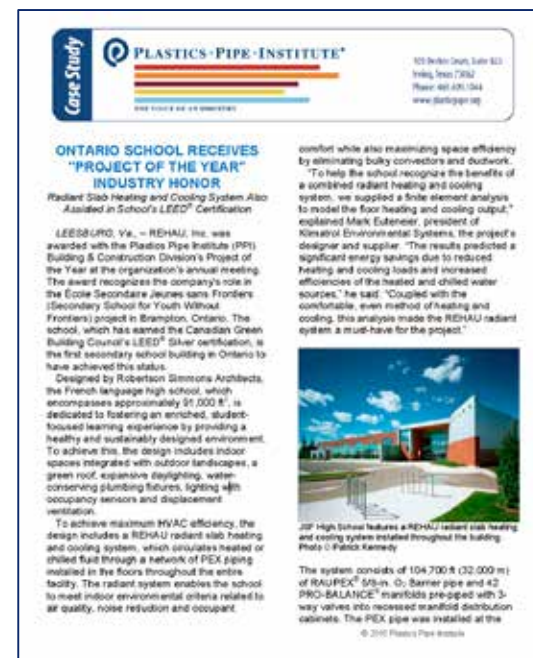 Case Study
PLASTICS·PIPE·INSTITUTE®
THE VOICE OF AN INDUSTRY
Irving, Texas 75062
Phone: 469.499.1044
www.plasticpipe.org
ONTARIO SCHOOL RECEIVES
"PROJECT OF THE YEAR"
INDUSTRY HONOR
Radiant Slab Heating and Cooling System Also
Assisted in School's LEED® Certification
LEESBURG, Va., – REHAU, Inc. was
awarded with the Plastics Pipe Institute (PPI)
Building & Construction Division's Project of
the Year at the organization's annual meeting.
The award recognizes the company's role in
the École Secondaire Jeunes sans Frontiers
(Secondary School for Youth Without
Frontiers) project in Brampton, Ontario. The
school, which has earned the Canadian Green
Building Council's LEED® Silver certification, is
the first secondary school building in Ontario to
have achieved this status.
Designed by Robertson Simmons Architects,
the French language high school, which
encompasses approximately 91,000 ft², is
dedicated to fostering an enriched, student-
focused learning experience by providing a
healthy and sustainably designed environment.
To achieve this, the design includes indoor
spaces integrated with outdoor landscapes, a
green roof, expansive daylighting, water-
conserving plumbing fixtures, lighting with
occupancy sensors and displacement
ventilation.
To achieve maximum HVAC efficiency, the
design includes a REHAU radiant slab heating
and cooling system, which circulates heated or
chilled fluid through a network of PEX piping
installed in the floors throughout the entire
facility. The radiant system enables the school
to meet indoor environmental criteria related to
air quality, noise reduction and occupant
comfort while also maximizing space efficiency
by eliminating bulky convectors and ductwork.
"To help the school recognize the benefits of
a combined radiant heating and cooling
system, we supplied a finite element analysis
to model the floor heating and cooling output,"
explained Mark Euteneier, president of
Klimatrol Environmental Systems, the project's
designer and supplier. "The results predicted a
significant energy savings due to reduced
heating and cooling loads and increased
efficiencies of the heated and chilled water
sources," he said. "Coupled with the
comfortable, even method of heating and
cooling, this analysis made the REHAU radiant
system a must-have for the project."
JSF High School features a REHAU radiant slab heating
and cooling system installed throughout the building.
Photo © Patrick Kennedy
The system consists of 104,700 ft (32,000 m)
of RAUPEX® 5/8-in. O₂ Barrier pipe and 42
PRO-BALANCE® manifolds pre-piped with 3-
way valves into recessed manifold distribution
cabinets. The PEX pipe was installed at the
© 2010 Plastics Pipe Institute